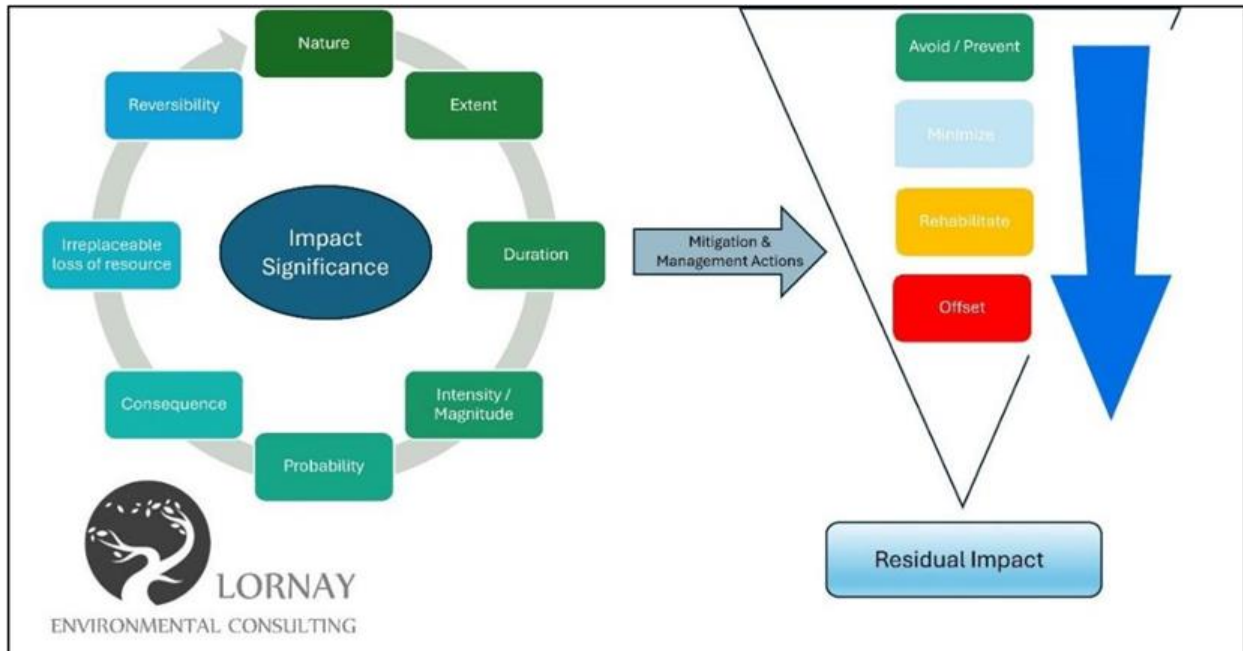 Nature
Extent
Duration
Intensity /
Magnitude
Probability
Consequence
Irreplaceable
loss of resource
Reversibility
Impact
Significance
Mitigation &
Management Actions
Avoid / Prevent
Minimize
Rehabilitate
Offset
Residual Impact
LORNAY
ENVIRONMENTAL CONSULTING